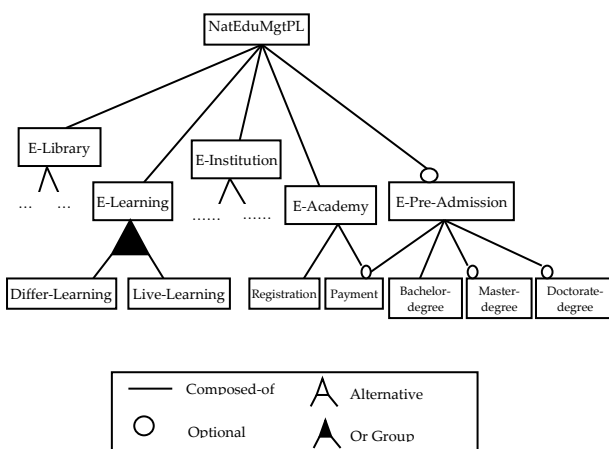 NatEduMgtPL
E-Library
E-Institution
E-Learning
E-Academy
E-Pre-Admission
... ...
...... ......
Differ-Learning
Live-Learning
Registration
Payment
Bachelor-
degree
Master-
degree
Doctorate-
degree
Composed-of
Alternative
Optional
Or Group